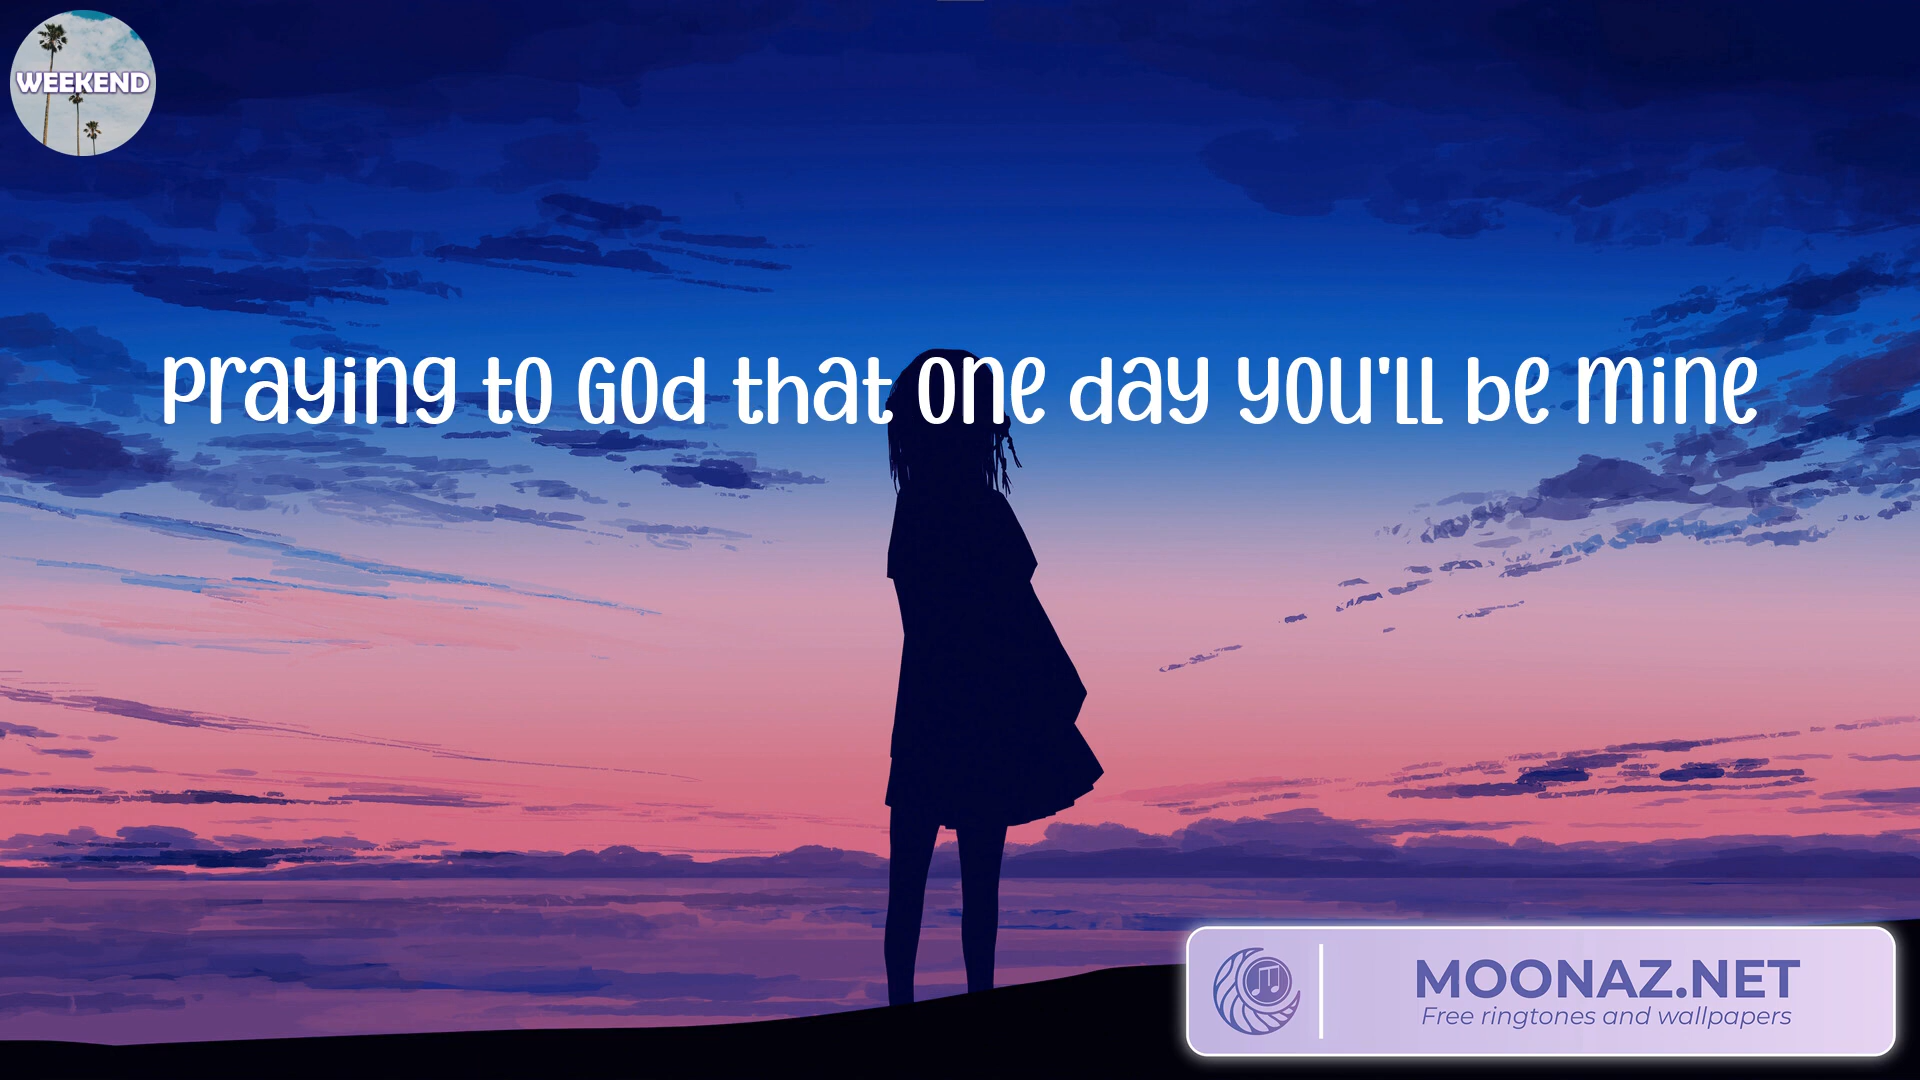 WEEKEND
praying to God that one day you'll be mine
MOONAZ.NET
Free ringtones and wallpapers